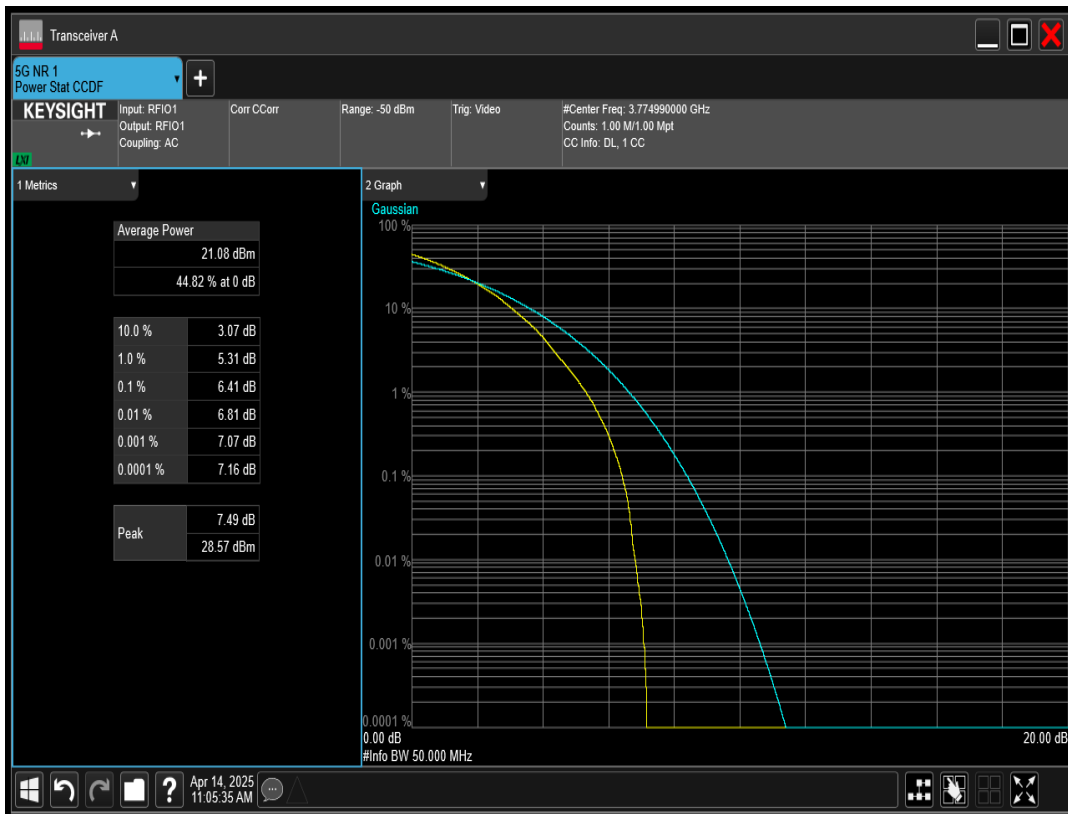 Transceiver A
5G NR 1
Power Stat CCDF
+
KEYSIGHT
LXI
Input: RFIO1
Output: RFIO1
Coupling: AC
Corr CCorr
Range: -50 dBm
Trig: Video
#Center Freq: 3.774990000 GHz
Counts: 1.00 M/1.00 Mpt
CC Info: DL, 1 CC
1 Metrics
Average Power
21.08 dBm
44.82 % at 0 dB
10.0 % 3.07 dB
1.0 % 5.31 dB
0.1 % 6.41 dB
0.01 % 6.81 dB
0.001 % 7.07 dB
0.0001 % 7.16 dB
Peak 7.49 dB
28.57 dBm
2 Graph
Gaussian
100 %
10 %
1 %
0.1 %
0.01 %
0.001 %
0.0001 %
0.00 dB 20.00 dB
#Info BW 50.000 MHz
?
Apr 14, 2025
11:05:35 AM